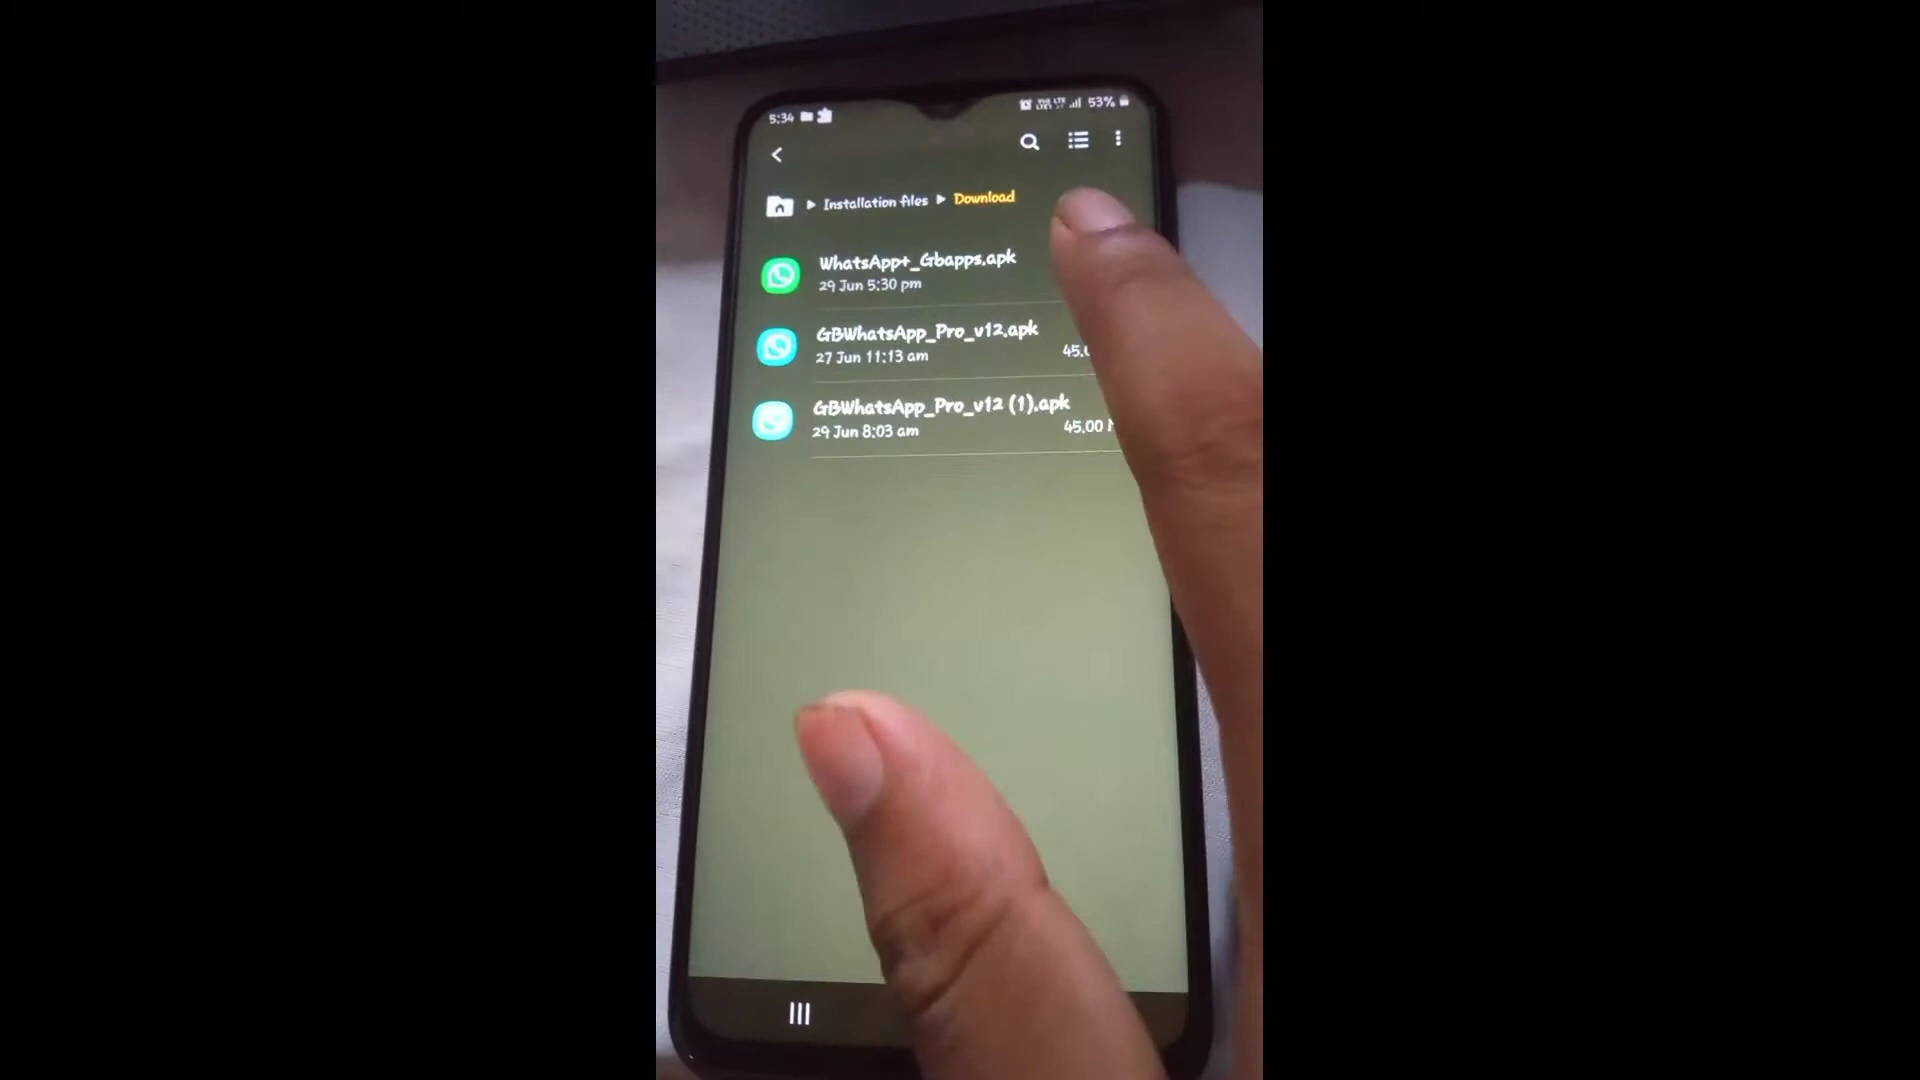 5:34
53%
Installation files
Download
WhatsApp+_Gbapps.apk
29 Jun 5:30 pm
GBWhatsApp_Pro_v12.apk
27 Jun 11:13 am
GBWhatsApp_Pro_v12 (1).apk
29 Jun 8:03 am
45.00